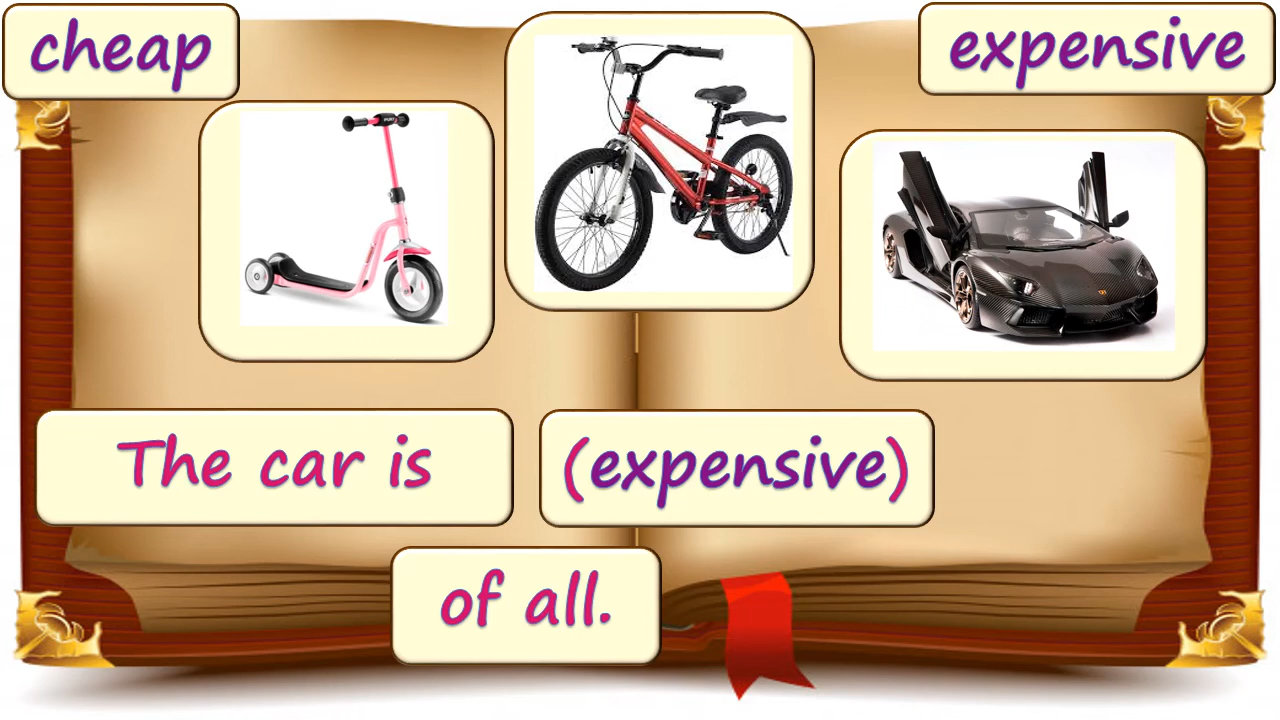 cheap
expensive
The car is
(expensive)
of all.